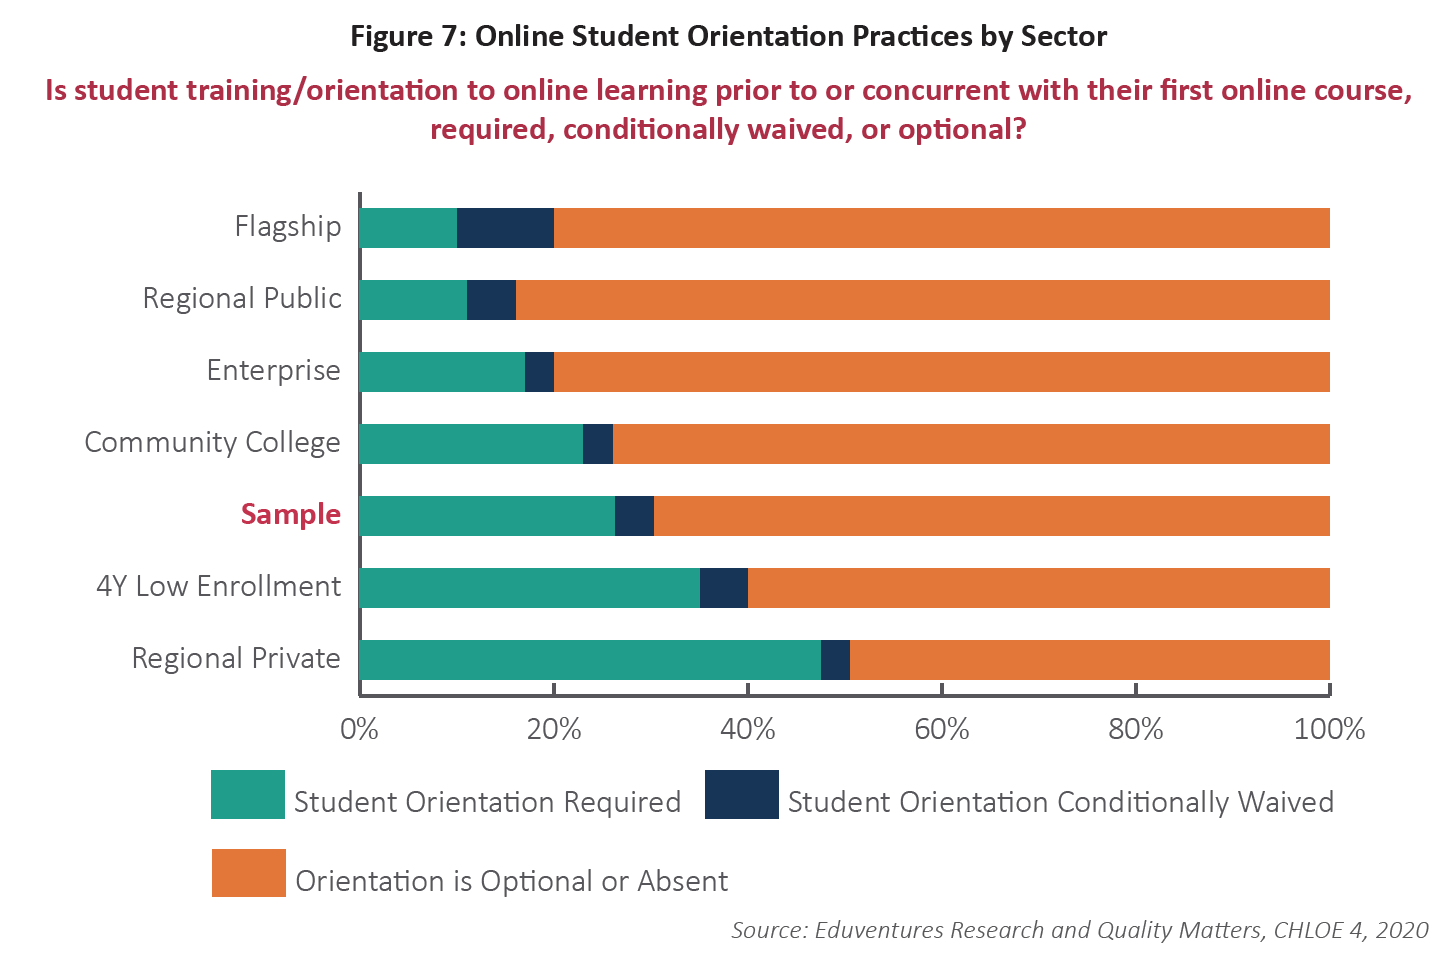 Figure 7: Online Student Orientation Practices by Sector
Is student training/orientation to online learning prior to or concurrent with their first online course,
required, conditionally waived, or optional?
Flagship
Regional Public
Enterprise
Community College
Sample
4Y Low Enrollment
Regional Private
0% 20% 40% 60% 80% 100%
Student Orientation Required Student Orientation Conditionally Waived
Orientation is Optional or Absent
Source: Eduventures Research and Quality Matters, CHLOE 4, 2020